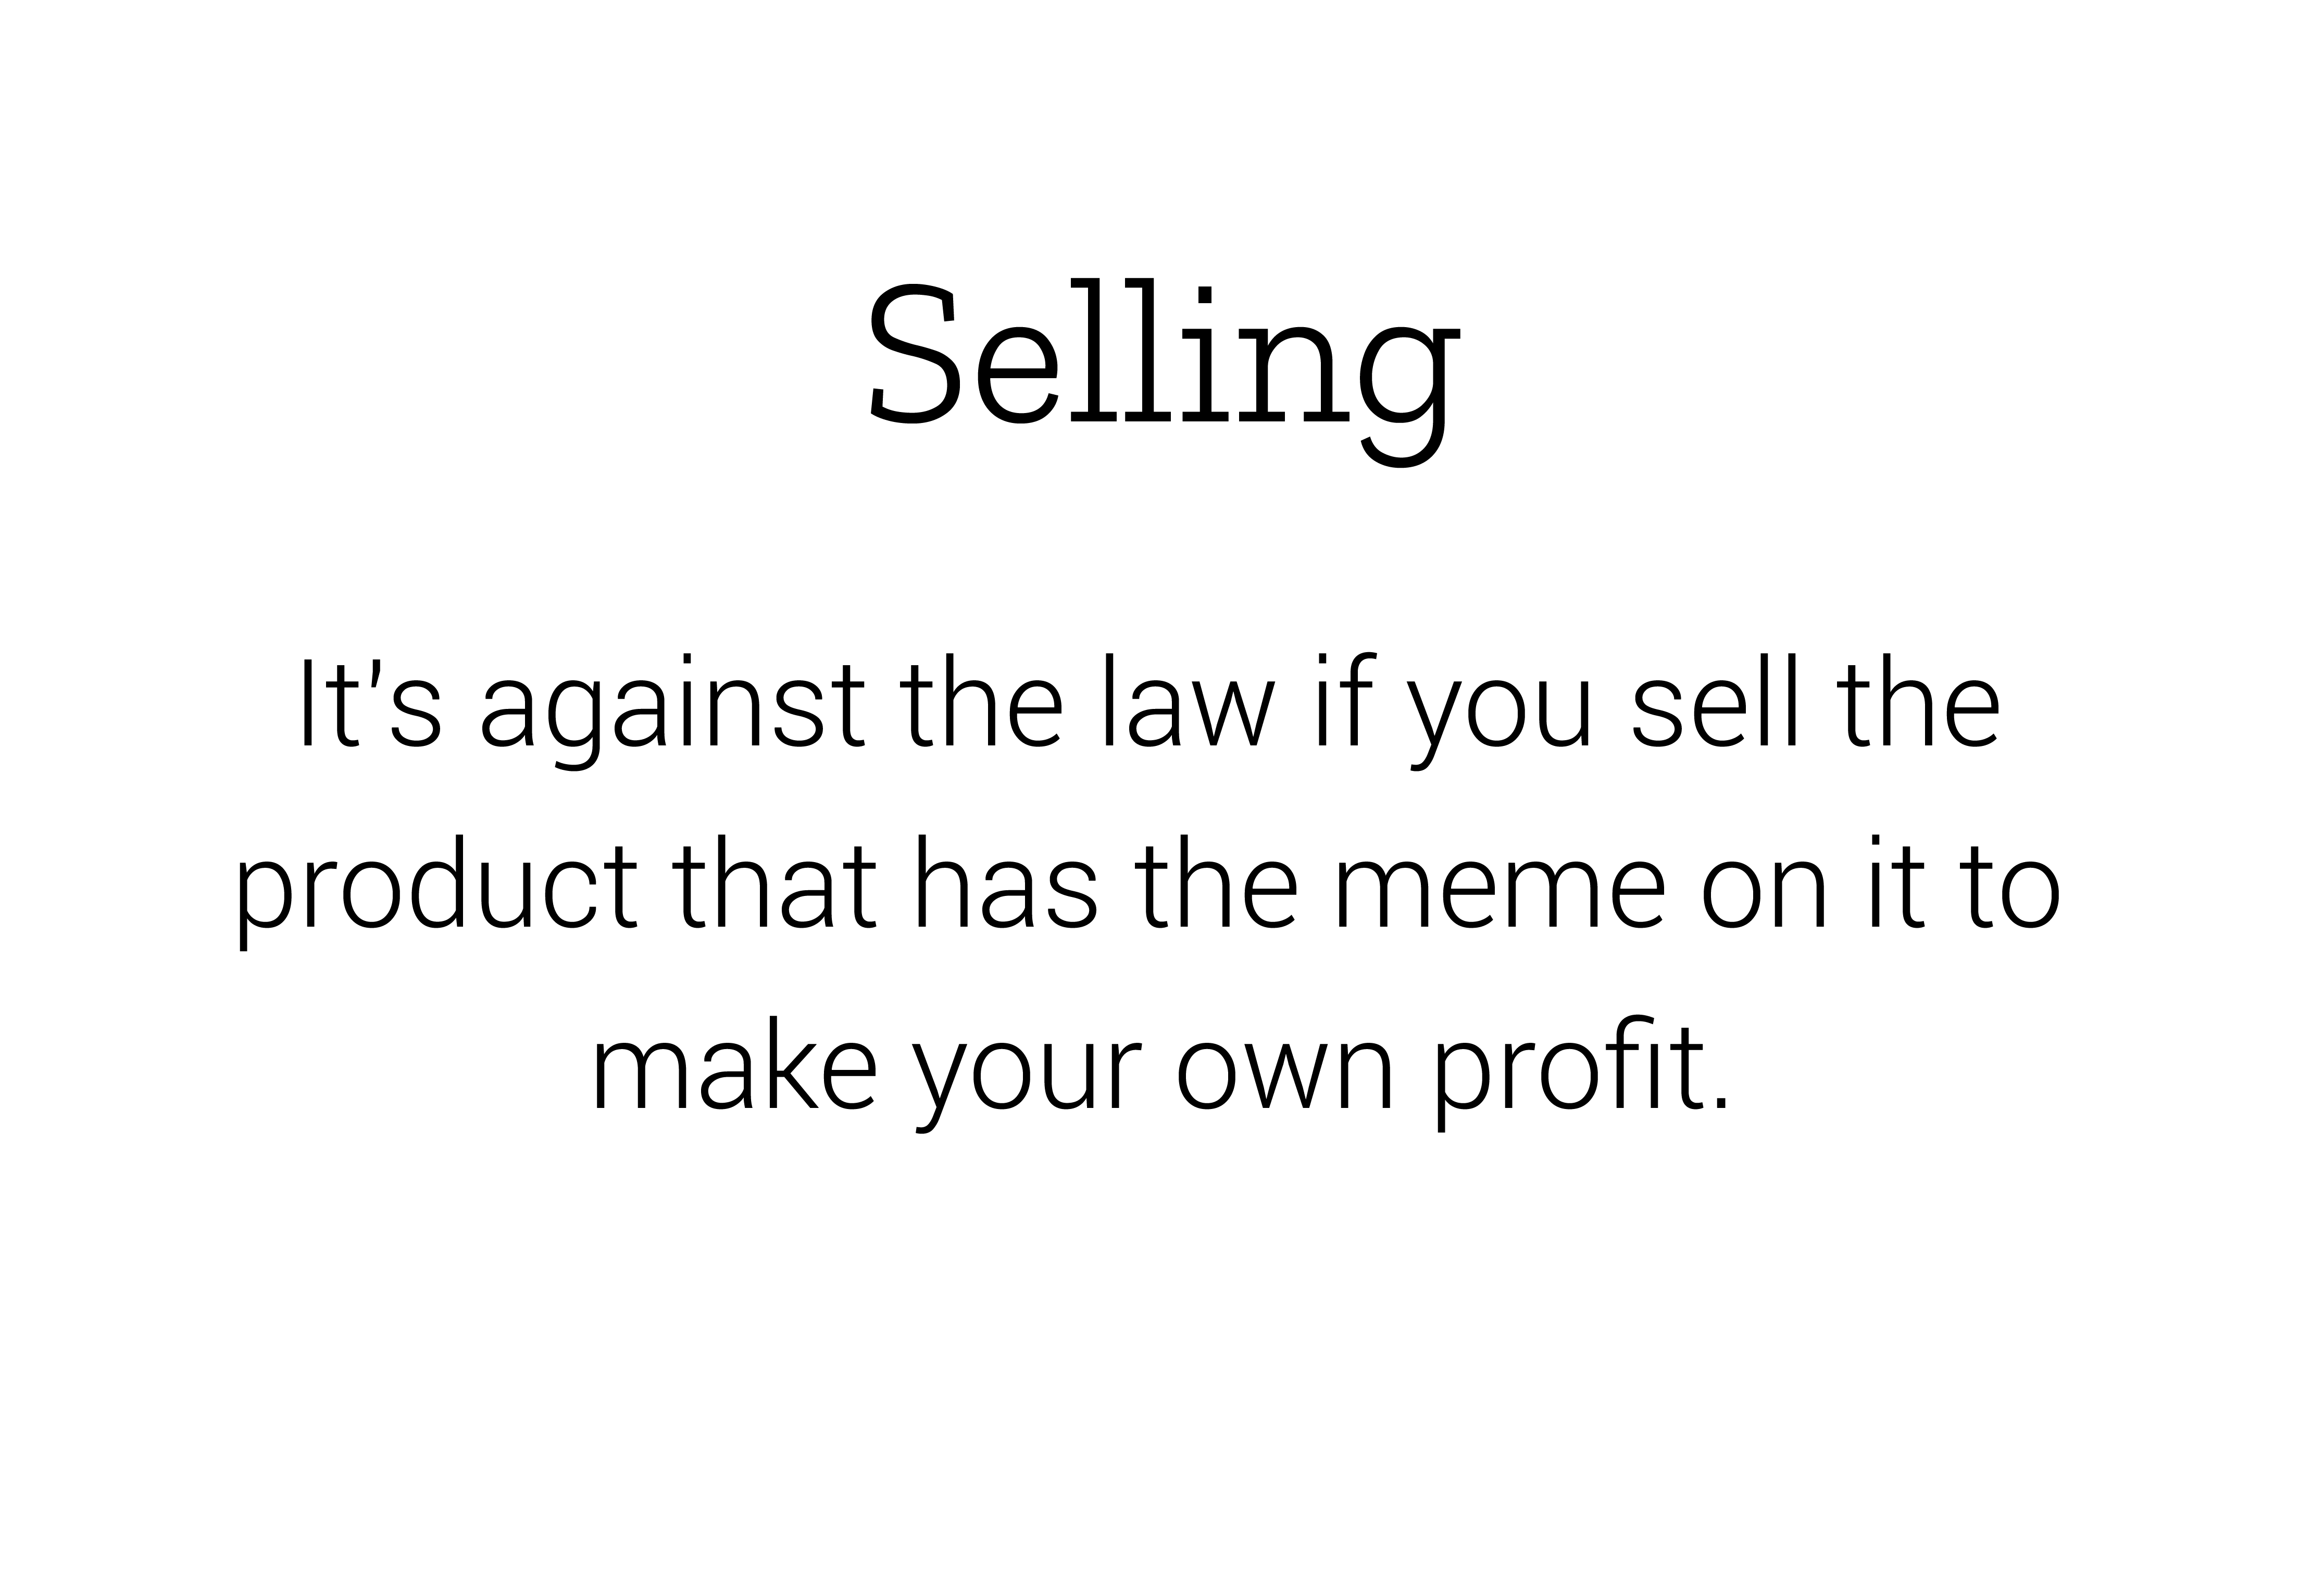 Selling
It's against the law if you sell the
product that has the meme on it to
make your own profit.